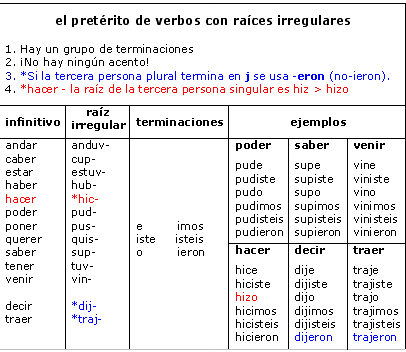 el pretérito de verbos con raíces irregulares
1. Hay un grupo de terminaciones
2. ¡No hay ningún acento!
3. *Si la tercera persona plural termina en j se usa -eron (no-ieron).
4. *hacer - la raíz de la tercera persona singular es hiz > hizo
infinitivo raíz irregular terminaciones ejemplos
andar anduv-
caber cup-
estar estuv-
haber hub-
hacer *hic-
poder pud-
poner pus-
querer quis-
saber sup-
tener tuv-
venir vin-
decir *dij-
traer *traj-
e imos
iste isteis
o ieron
poder saber venir
pude supe vine
pudiste supiste viniste
pudo supo vino
pudimos supimos vinimos
pudisteis supisteis vinisteis
pudieron supieron vinieron
hacer decir traer
hice dije traje
hiciste dijiste trajiste
hizo dijo trajo
hicimos dijimos trajimos
hicisteis dijisteis trajisteis
hicieron dijeron trajeron